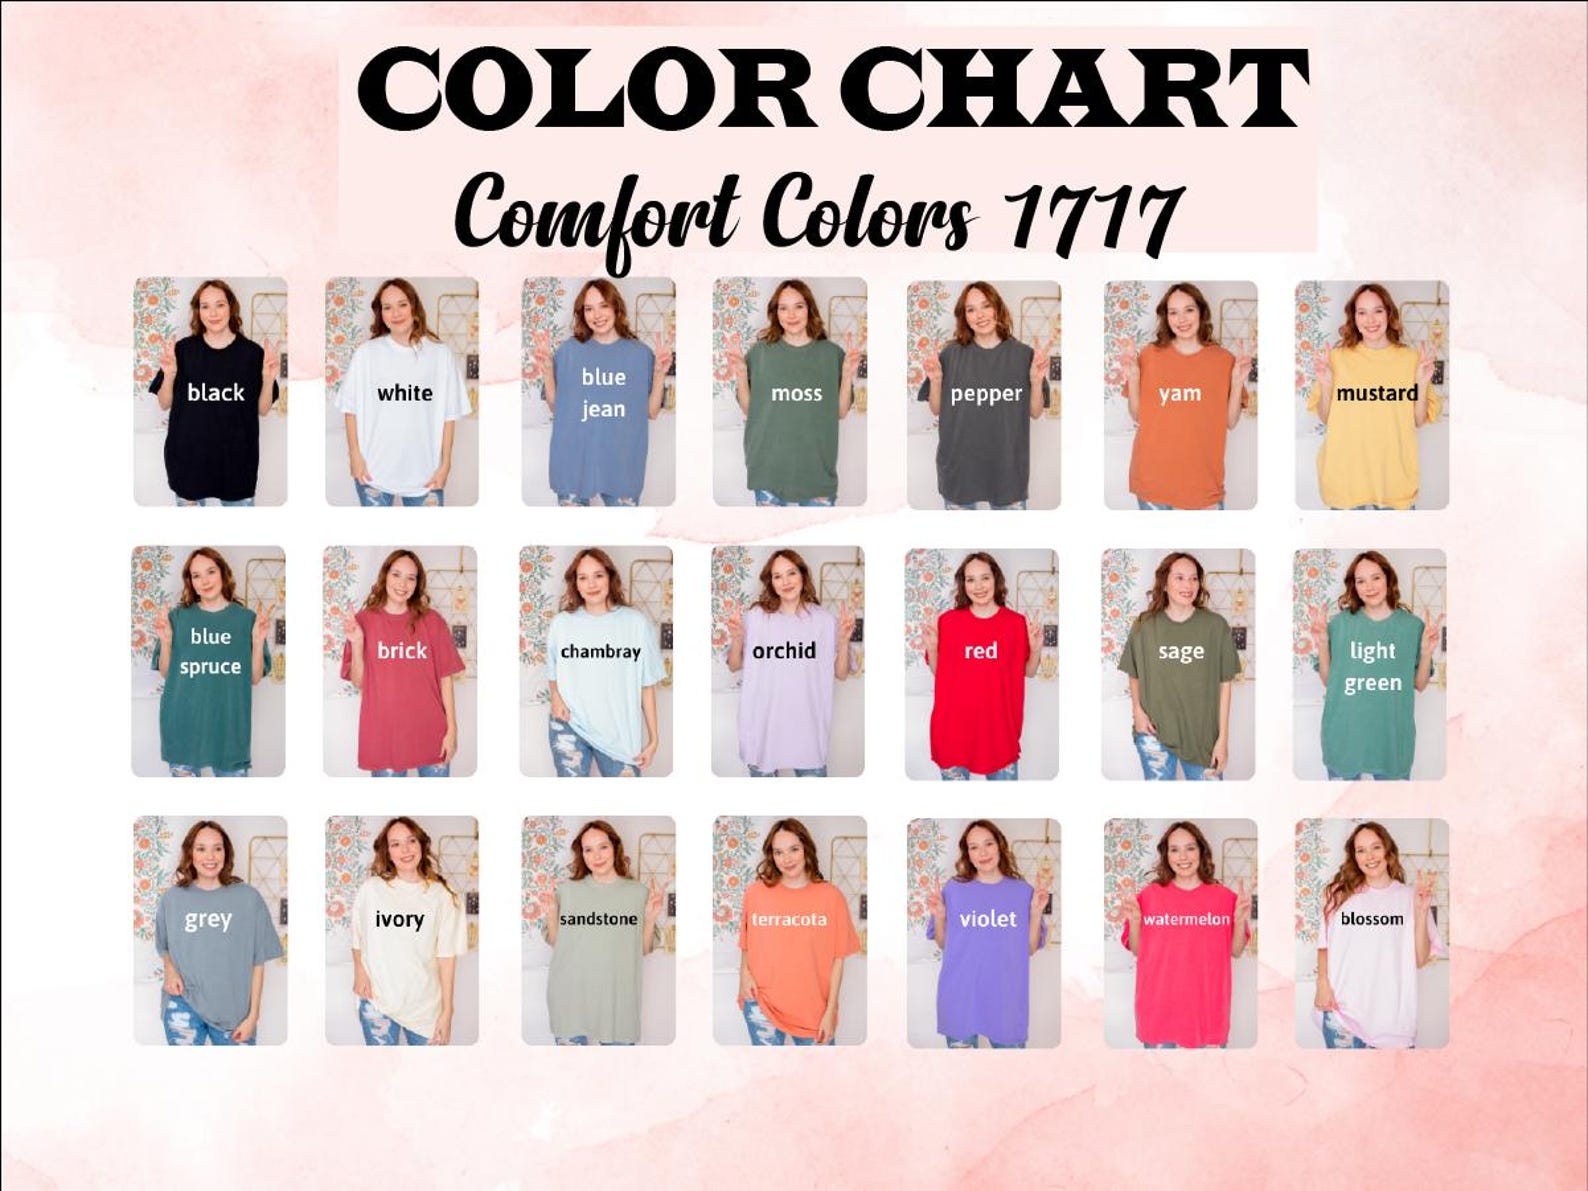 COLOR CHART
Comfort Colors 1717
black
white
blue
jean
moss
pepper
yam
mustard
blue
spruce
brick
chambray
orchid
red
sage
light
green
grey
ivory
sandstone
terracota
violet
watermelon
blossom